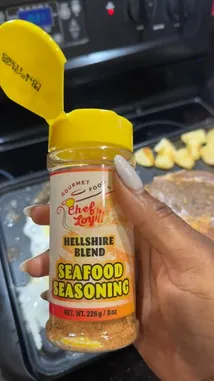 GOURMET FOOD
Chef
HELLSHIRE
BLEND
SEAFOOD
SEASONING
NET. WT. 226g / 8oz